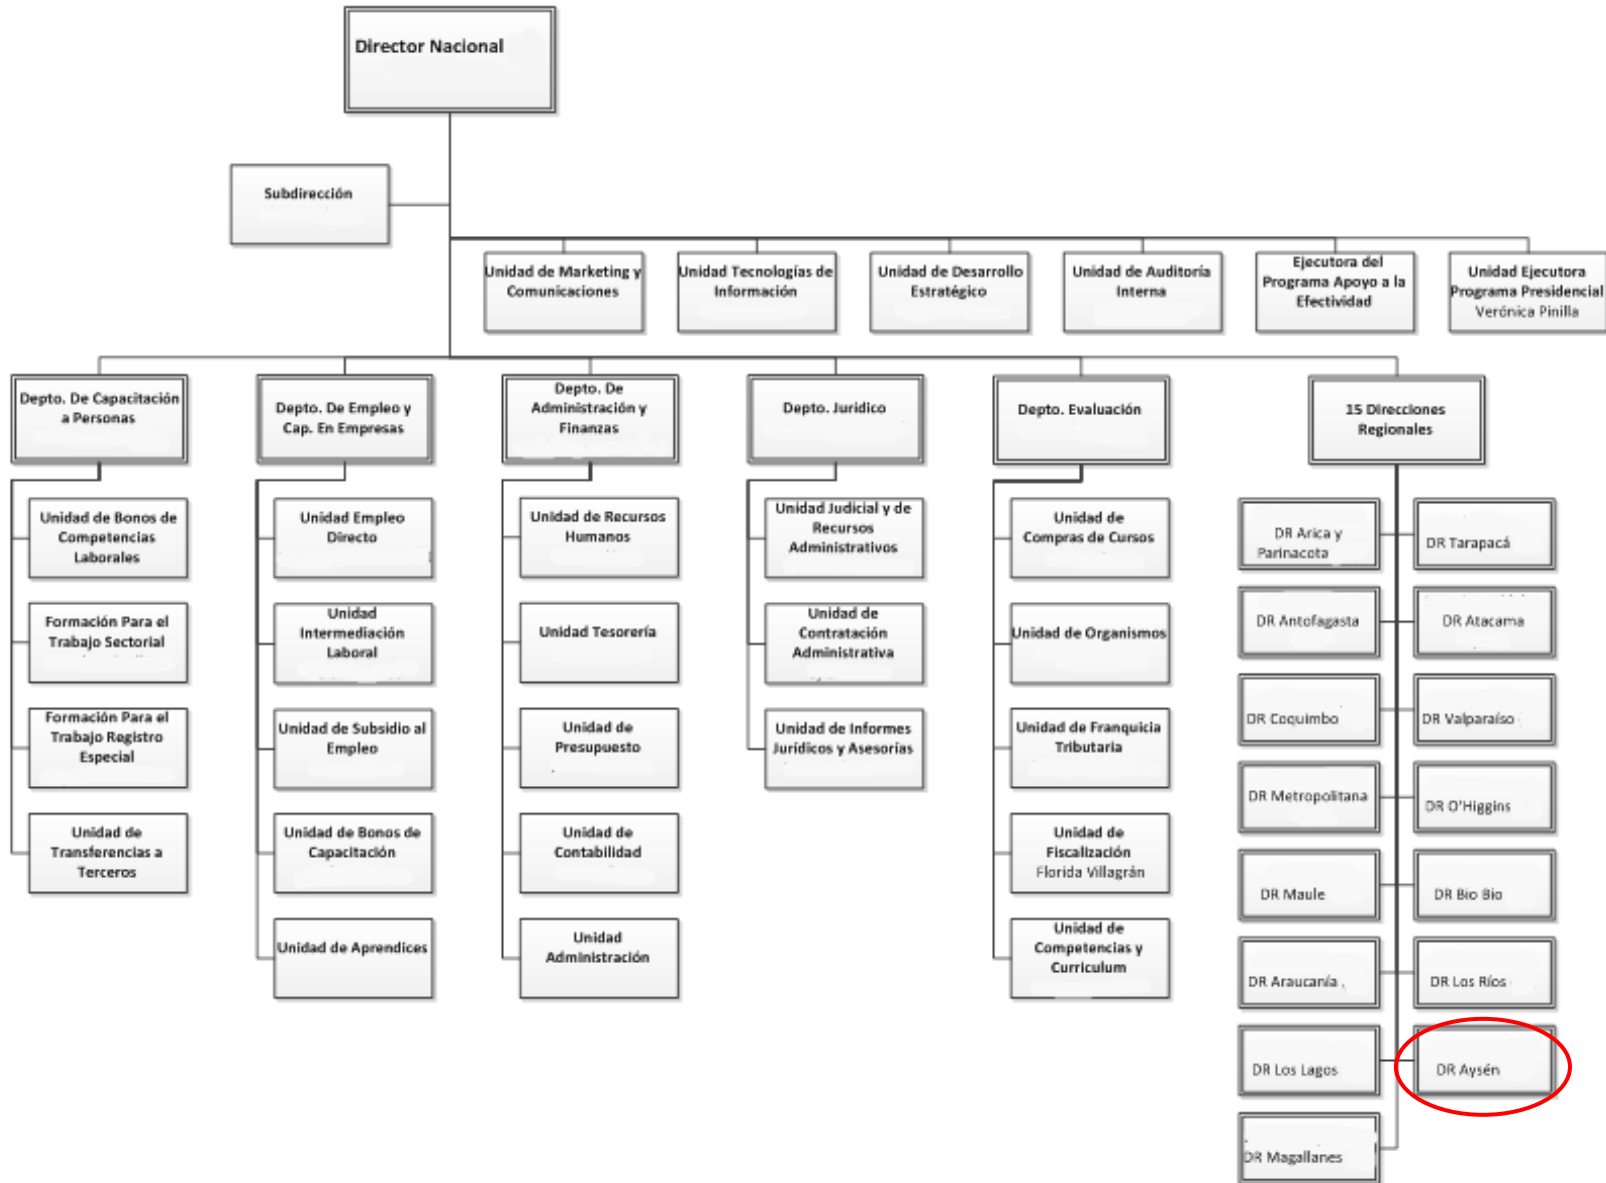 Director Nacional
Subdirección
Unidad de Marketing y
Comunicaciones
Unidad Tecnologías de
Información
Unidad de Desarrollo
Estratégico
Unidad de Auditoría
Interna
Ejecutora del
Programa Apoyo a la
Efectividad
Unidad Ejecutora
Programa Presidencial
Verónica Pinilla
Depto. De Capacitación
a Personas
Depto. De Empleo y
Cap. En Empresas
Depto. De
Administración y
Finanzas
Depto. Jurídico
Depto. Evaluación
15 Direcciones
Regionales
Unidad de Bonos de
Competencias
Laborales
Formación Para el
Trabajo Sectorial
Formación Para el
Trabajo Registro
Especial
Unidad de
Transferencias a
Terceros
Unidad Empleo
Directo
Unidad
Intermediación
Laboral
Unidad de Subsidio al
Empleo
Unidad de Bonos de
Capacitación
Unidad de Aprendices
Unidad de Recursos
Humanos
Unidad Tesorería
Unidad de
Presupuesto
Unidad de
Contabilidad
Unidad
Administración
Unidad Judicial y de
Recursos
Administrativos
Unidad de
Contratación
Administrativa
Unidad de Informes
Jurídicos y Asesorías
Unidad de
Compras de Cursos
Unidad de Organismos
Unidad de Franquicia
Tributaria
Unidad de
Fiscalización
Florida Villagrán
Unidad de
Competencias y
Curriculum
DR Arica y
Parinacota
DR Tarapacá
DR Antofagasta
DR Atacama
DR Coquimbo
DR Valparaíso
DR Metropolitana
DR O'Higgins
DR Maule
DR Bio Bio
DR Araucanía
DR Los Ríos
DR Los Lagos
DR Aysén
DR Magallanes